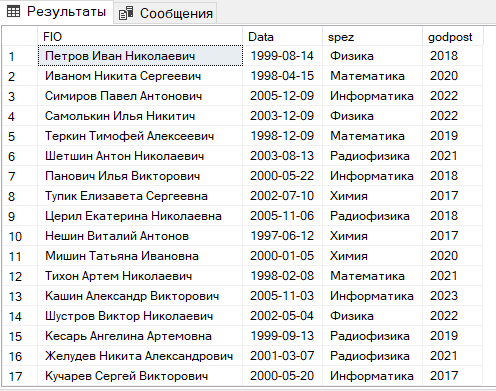 Результаты Сообщения
FIO Data spez godpost
1 Петров Иван Николаевич 1999-08-14 Физика 2018
2 Иваном Никита Сергеевич 1998-04-15 Математика 2020
3 Симиров Павел Антонович 2005-12-09 Информатика 2022
4 Самолькин Илья Никитич 2003-12-09 Физика 2022
5 Теркин Тимофей Алексеевич 1998-12-09 Математика 2019
6 Шетшин Антон Николаевич 2003-08-13 Радиофизика 2021
7 Панович Илья Викторович 2000-05-22 Информатика 2018
8 Тупик Елизавета Сергеевна 2002-07-10 Химия 2017
9 Церил Екатерина Николаевна 2005-11-06 Радиофизика 2018
10 Нешин Виталий Антонов 1997-06-12 Химия 2017
11 Мишин Татьяна Ивановна 2000-01-05 Химия 2020
12 Тихон Артем Николаевич 1998-02-08 Математика 2021
13 Кашин Александр Викторович 2005-11-03 Информатика 2023
14 Шустров Виктор Николаевич 2002-05-04 Физика 2022
15 Кесарь Ангелина Артемовна 1999-09-13 Радиофизика 2019
16 Желудев Никита Александрович 2001-03-07 Радиофизика 2021
17 Кучарев Сергей Викторович 2000-05-20 Информатика 2017